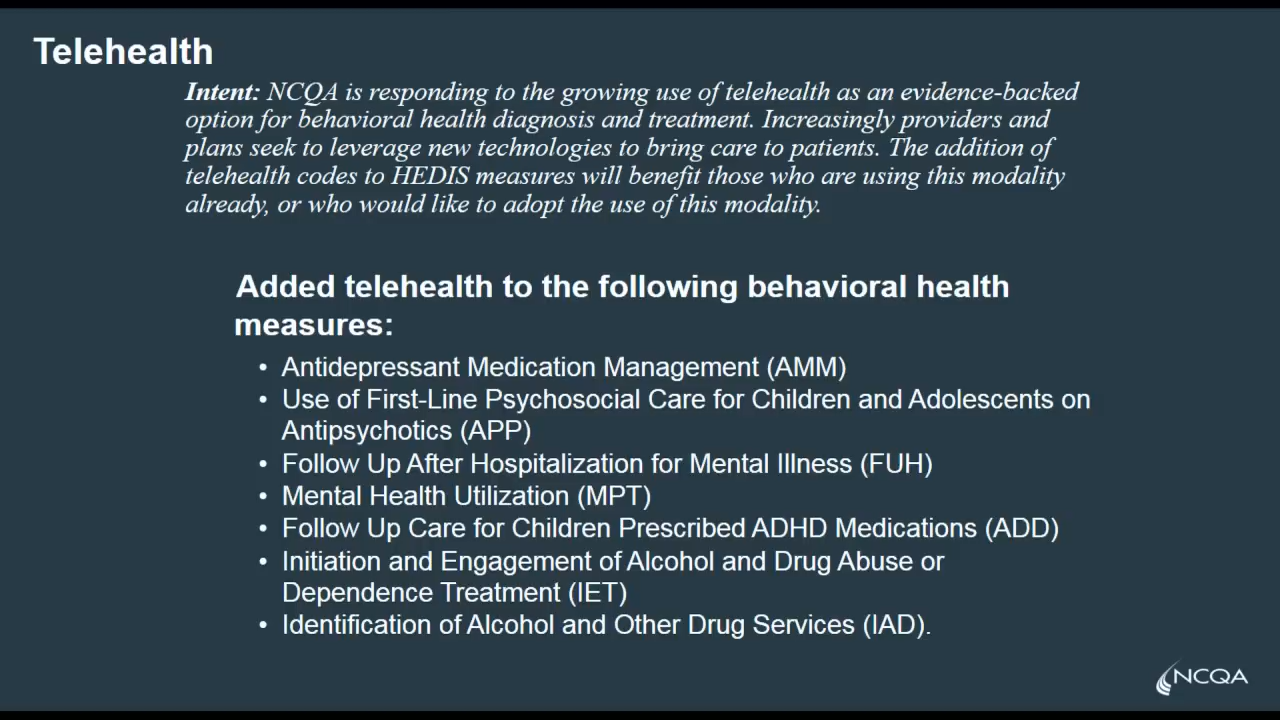 Telehealth
Intent: NCQA is responding to the growing use of telehealth as an evidence-backed
option for behavioral health diagnosis and treatment. Increasingly providers and
plans seek to leverage new technologies to bring care to patients. The addition of
telehealth codes to HEDIS measures will benefit those who are using this modality
already, or who would like to adopt the use of this modality.
Added telehealth to the following behavioral health
measures:
• Antidepressant Medication Management (AMM)
• Use of First-Line Psychosocial Care for Children and Adolescents on
Antipsychotics (APP)
• Follow Up After Hospitalization for Mental Illness (FUH)
• Mental Health Utilization (MPT)
• Follow Up Care for Children Prescribed ADHD Medications (ADD)
• Initiation and Engagement of Alcohol and Drug Abuse or
Dependence Treatment (IET)
• Identification of Alcohol and Other Drug Services (IAD).
NCQA